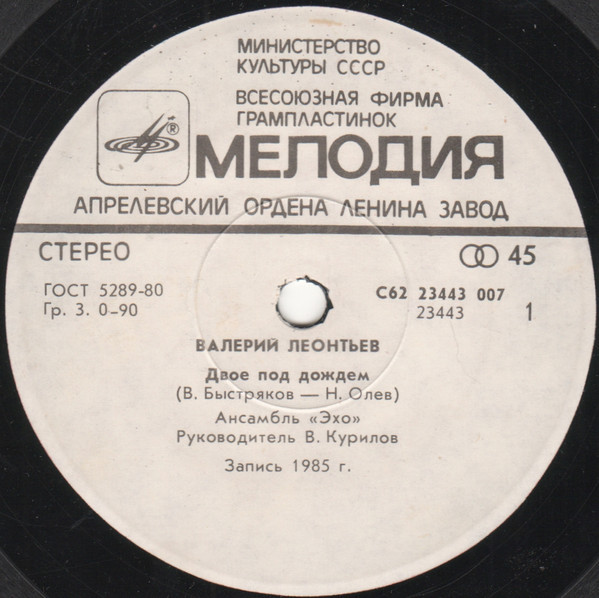 МИНИСТЕРСТВО
КУЛЬТУРЫ СССР
ВСЕСОЮЗНАЯ ФИРМА
ГРАМПЛАСТИНОК
®
МЕЛОДИЯ
АПРЕЛЕВСКИЙ ОРДЕНА ЛЕНИНА ЗАВОД
СТЕРЕО
45
ГОСТ 5289-80
Гр. 3. 0-90
С62 23443 007
23443
1
ВАЛЕРИЙ ЛЕОНТЬЕВ
Двое под дождем
(В. Быстряков — Н. Олев)
Ансамбль «Эхо»
Руководитель В. Курилов
Запись 1985 г.